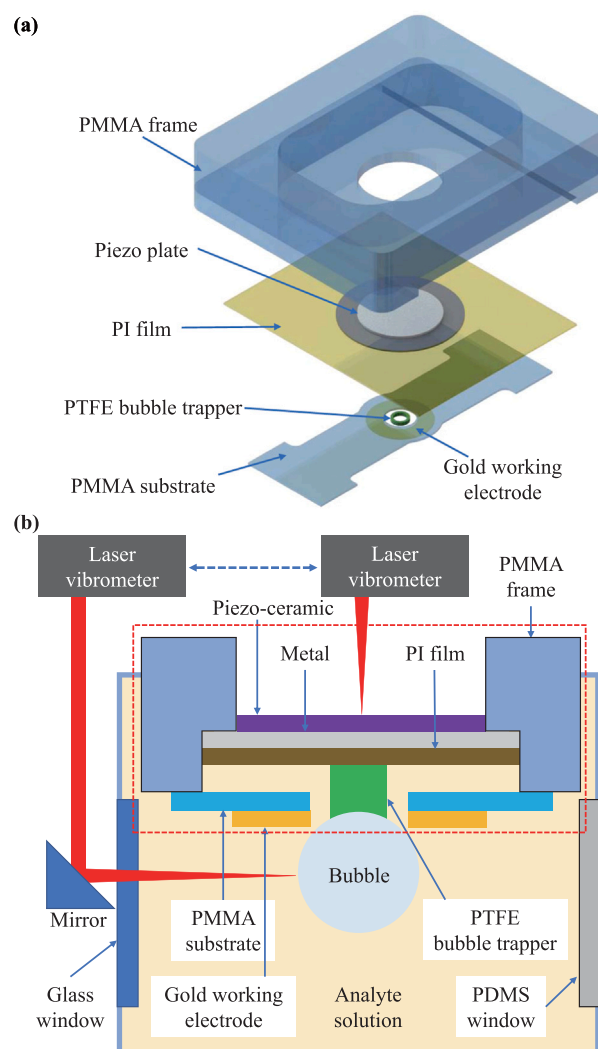 (a)
PMMA frame
Piezo plate
PI film
PTFE bubble trapper
PMMA substrate
Gold working
electrode
(b)
Laser
vibrometer
Laser
vibrometer
PMMA
frame
Piezo-ceramic
Metal
PI film
Bubble
Mirror
PMMA
substrate
PTFE
bubble trapper
Glass
window
Gold working
electrode
Analyte
solution
PDMS
window